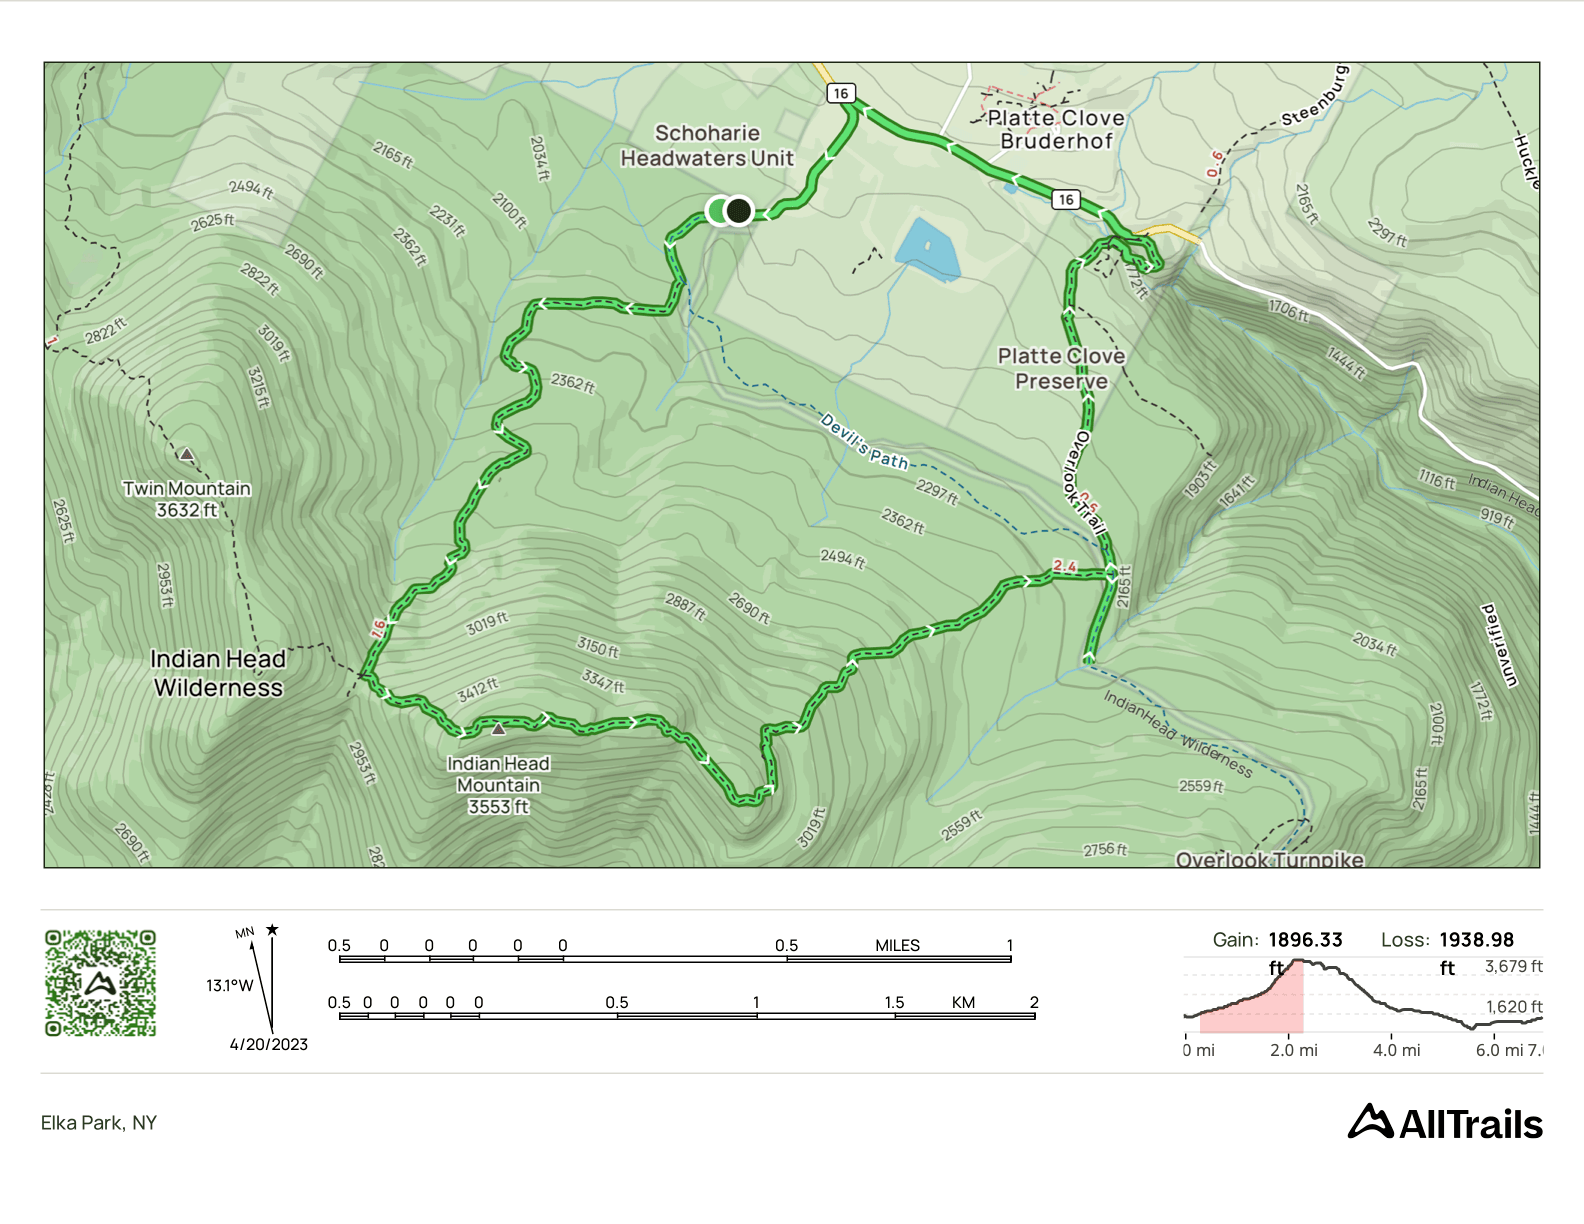 16
Steenburg
Platte Clove
Bruderhof
Schoharie
Headwaters Unit
Huckle
2165 ft
2034 ft
0.6
2494 ft
2100 ft
16
2165 ft
2625 ft
2231 ft
2362 ft
2297 ft
2690 ft
2822 ft
1772 ft
1706 ft
2822 ft
1
3019 ft
Platte Clove
Preserve
1444 ft
3215 ft
2362 ft
Devil's Path
Overlook Trail
0.6
Twin Mountain
3632 ft
2297 ft
1903 ft
1641 ft
1116 ft
Indian Head
919 ft
2625 ft
2362 ft
2494 ft
2.4
2165 ft
2953 ft
2887 ft
2690 ft
3019 ft
1.6
3150 ft
2034 ft
unverified
Indian Head
Wilderness
3412 ft
3347 ft
Indian Head Wilderness
1772 ft
2100 ft
2953 ft
Indian Head
Mountain
3553 ft
2428 ft
2559 ft
2165 ft
1444 ft
2690 ft
3019 ft
2559 ft
2756 ft
282
Overlook Turnpike
MN
13.1°W
4/20/2023
0.5 0 0 0 0 0 0.5 MILES 1
0.5 0 0 0 0 0 0.5 1 1.5 KM 2
Gain: 1896.33 ft
Loss: 1938.98 ft
3,679 ft
1,620 ft
0 mi 2.0 mi 4.0 mi 6.0 mi 7.0
Elka Park, NY
AllTrails